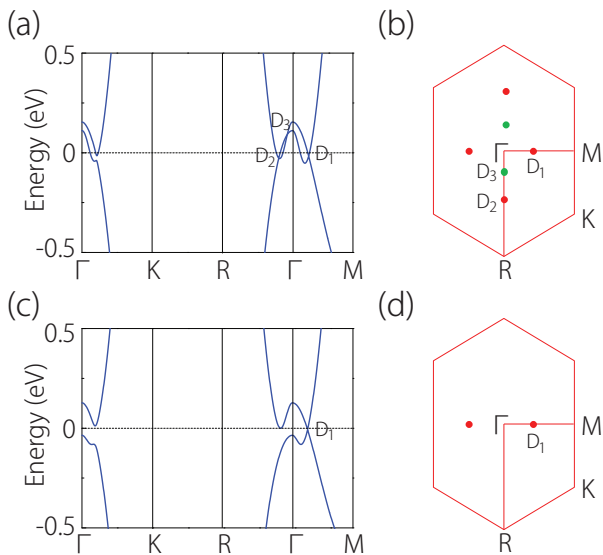 (a)
Energy (eV)
0.5
0
-0.5
D3
D2
D1
Γ K R Γ M
(b)
Γ M
D3 D1
D2
K
R
(c)
Energy (eV)
0.5
0
-0.5
D1
Γ K R Γ M
(d)
Γ M
D1
K
R